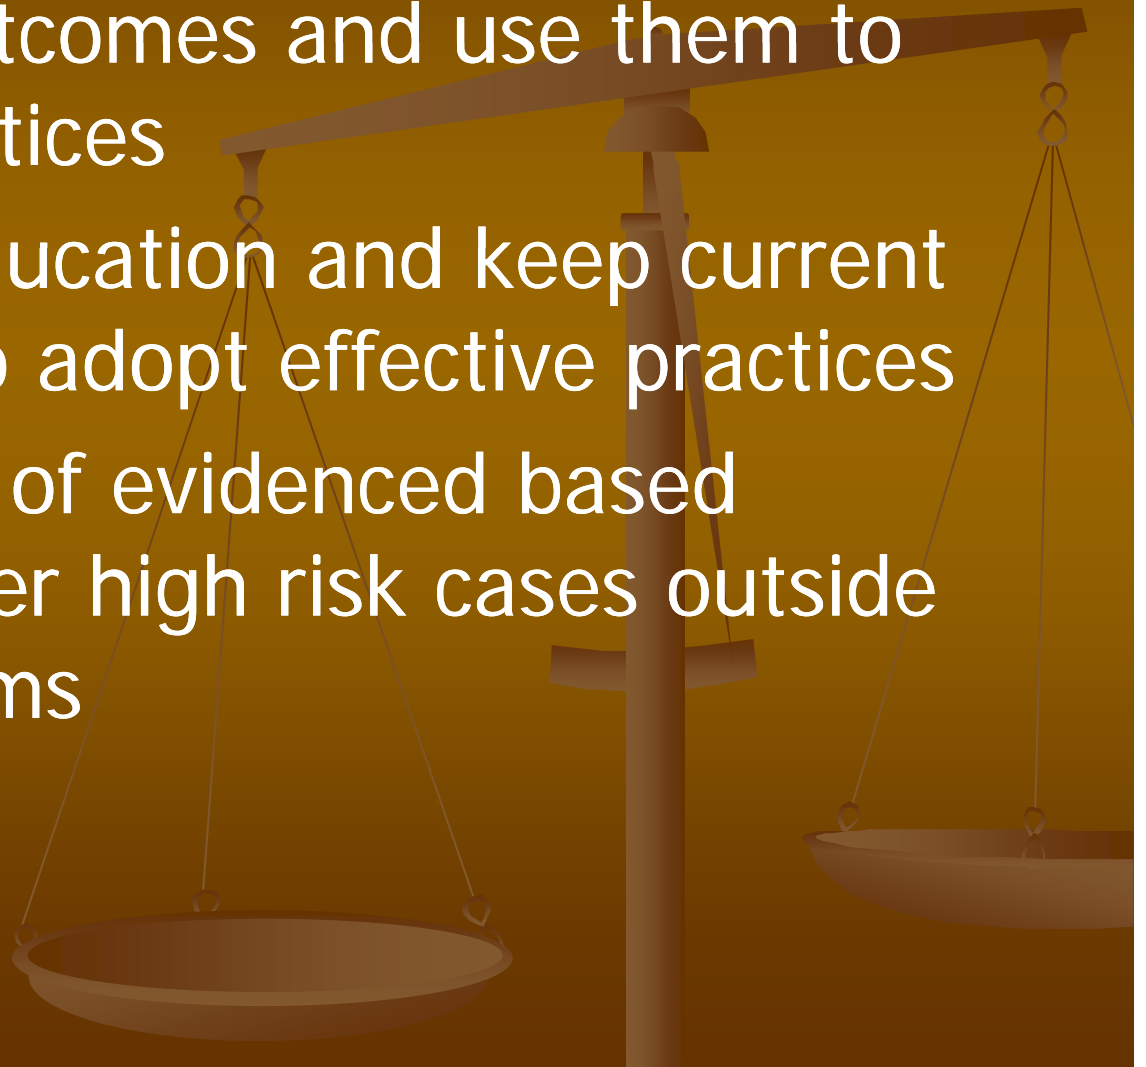 tcomes and use them to
tices
ucation and keep current
adopt effective practices
of evidenced based
er high risk cases outside
ms